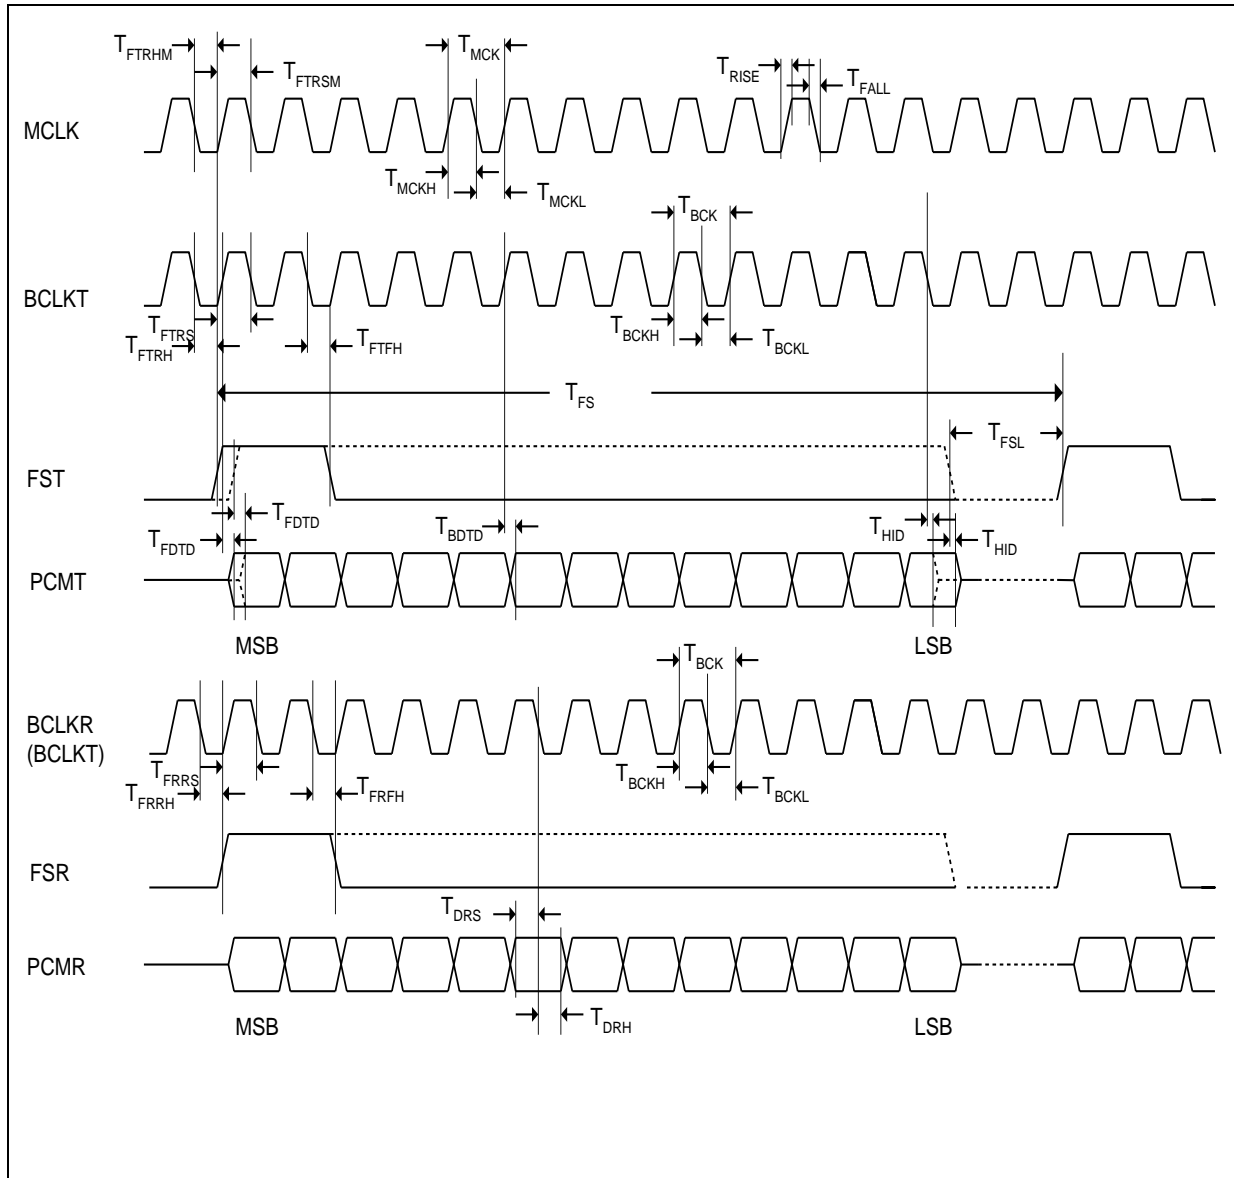 TFTRHM
TMCK
TFTRSM
TRISE
TFALL
MCLK
TMCKH
TMCKL
TBCK
BCLKT
TFTRS
TFTRH
TFTFH
TBCKH
TBCKL
TFS
TFSL
FST
TFDTD
TBDTD
THID
TFDTD
THID
PCMT
MSB
LSB
TBCK
BCLKR
(BCLKT)
TFRRS
TFRRH
TFRFH
TBCKH
TBCKL
FSR
TDRS
PCMR
MSB
TDRH
LSB